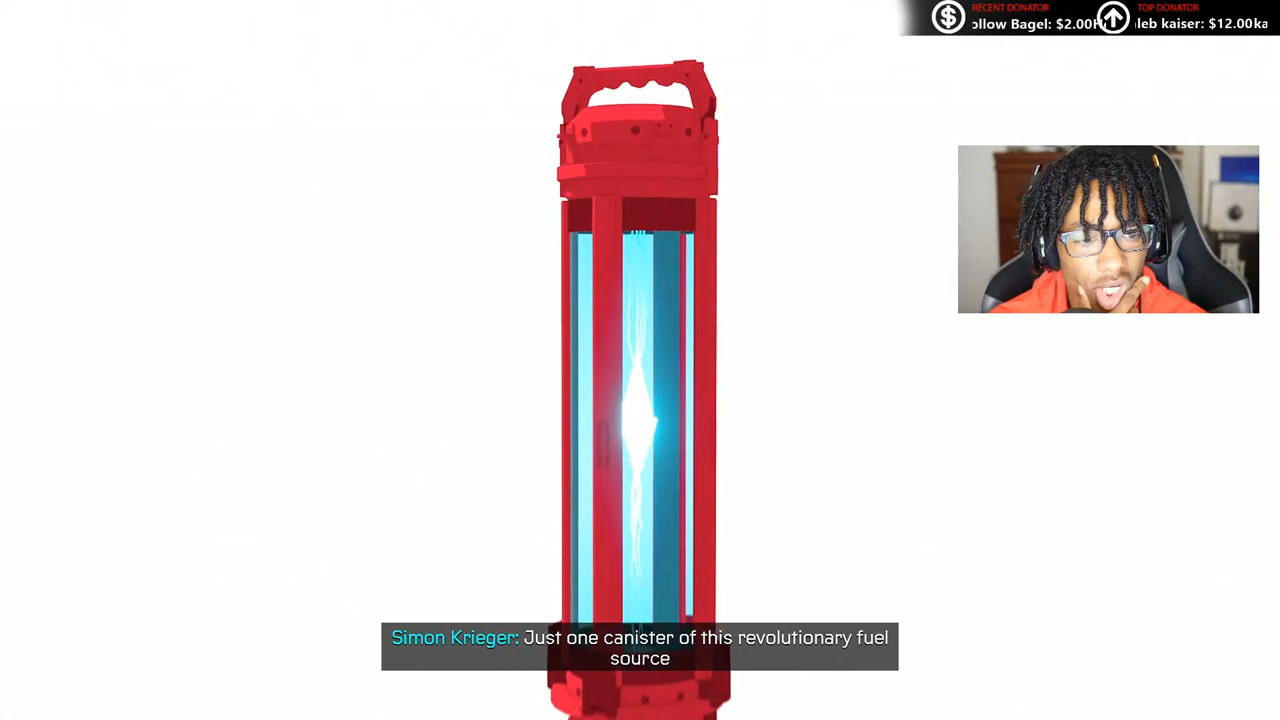 RECENT DONATOR
ollow Bagel: $2.00H
TOP DONATOR
leb kaiser: $12.00ka
Simon Krieger: Just one canister of this revolutionary fuel
source